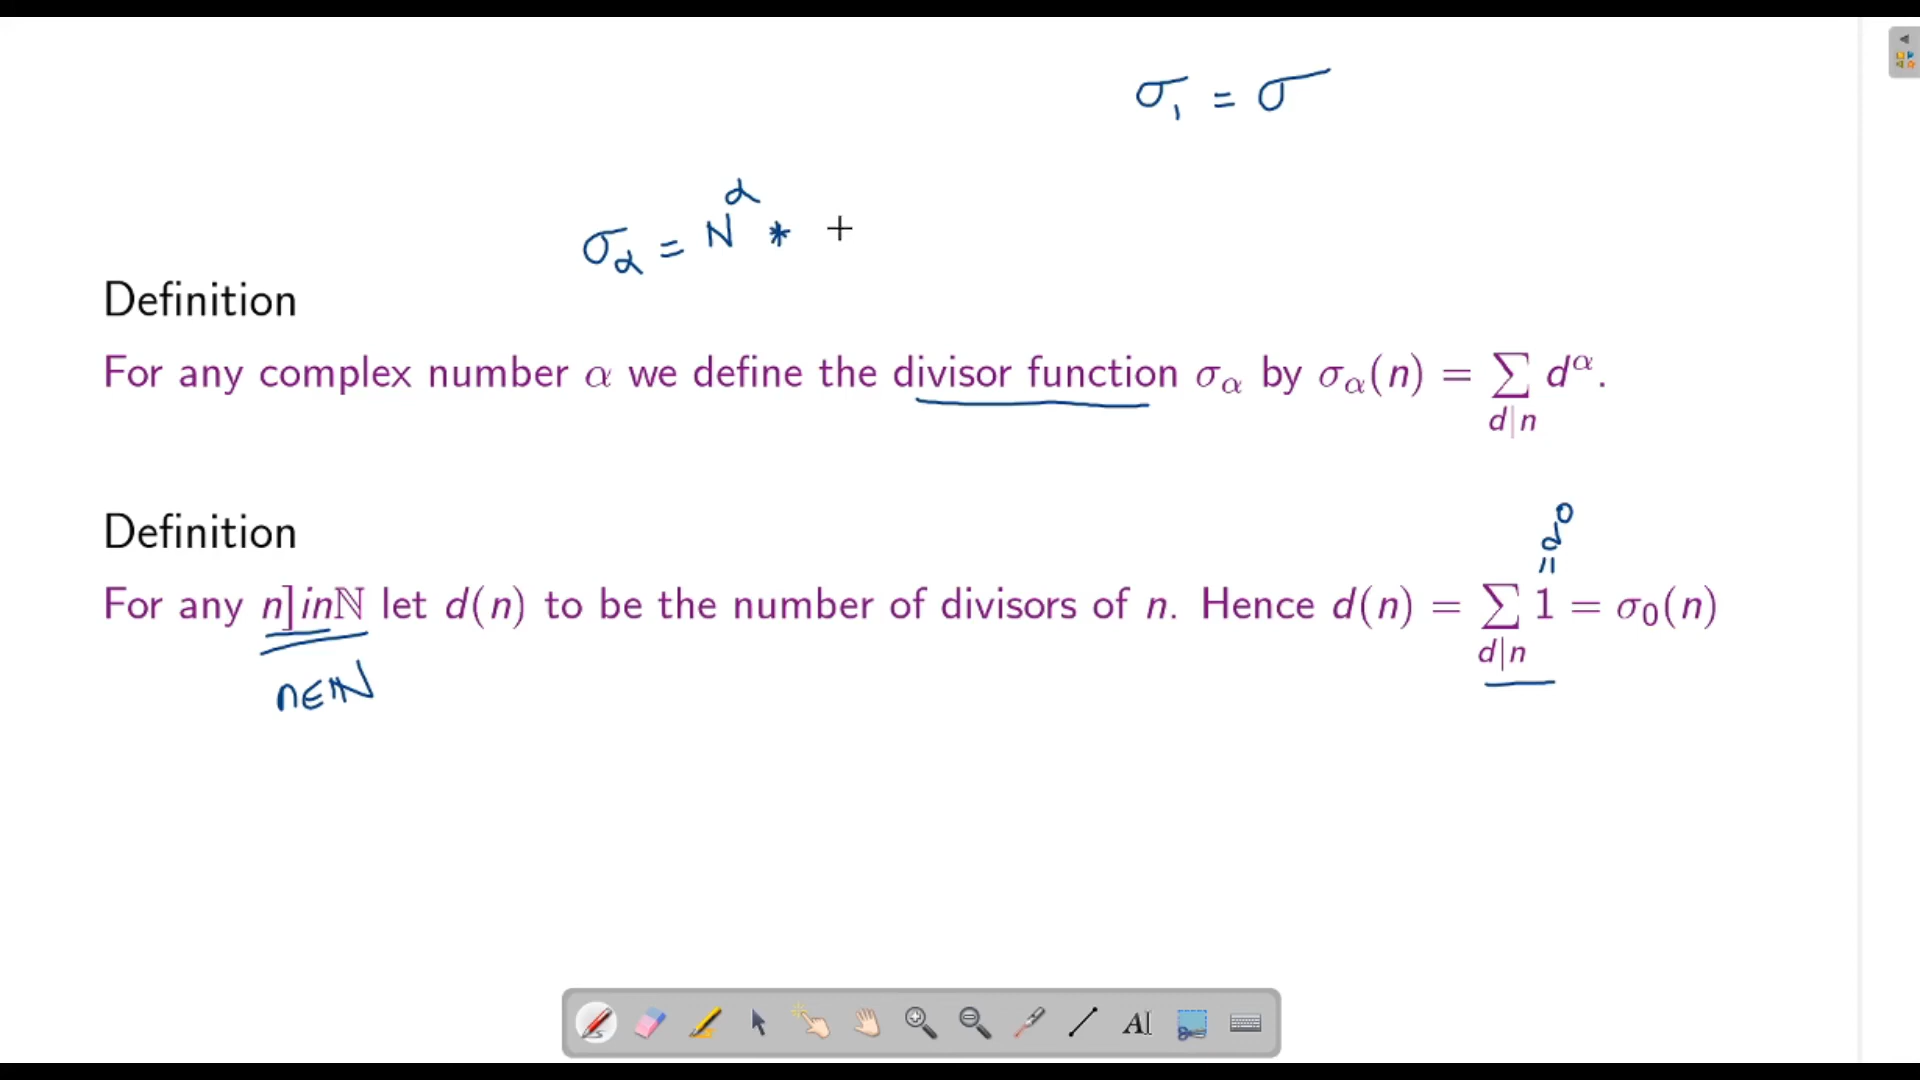 σ₁ = σ
σ_α = N^α *
Definition
For any complex number α we define the divisor function σ_α by σ_α(n) = ∑_{d|n} d^α.
Definition
= d⁰
For any n]inℕ let d(n) to be the number of divisors of n. Hence d(n) = ∑_{d|n} 1 = σ₀(n)
n∈ℕ
AI